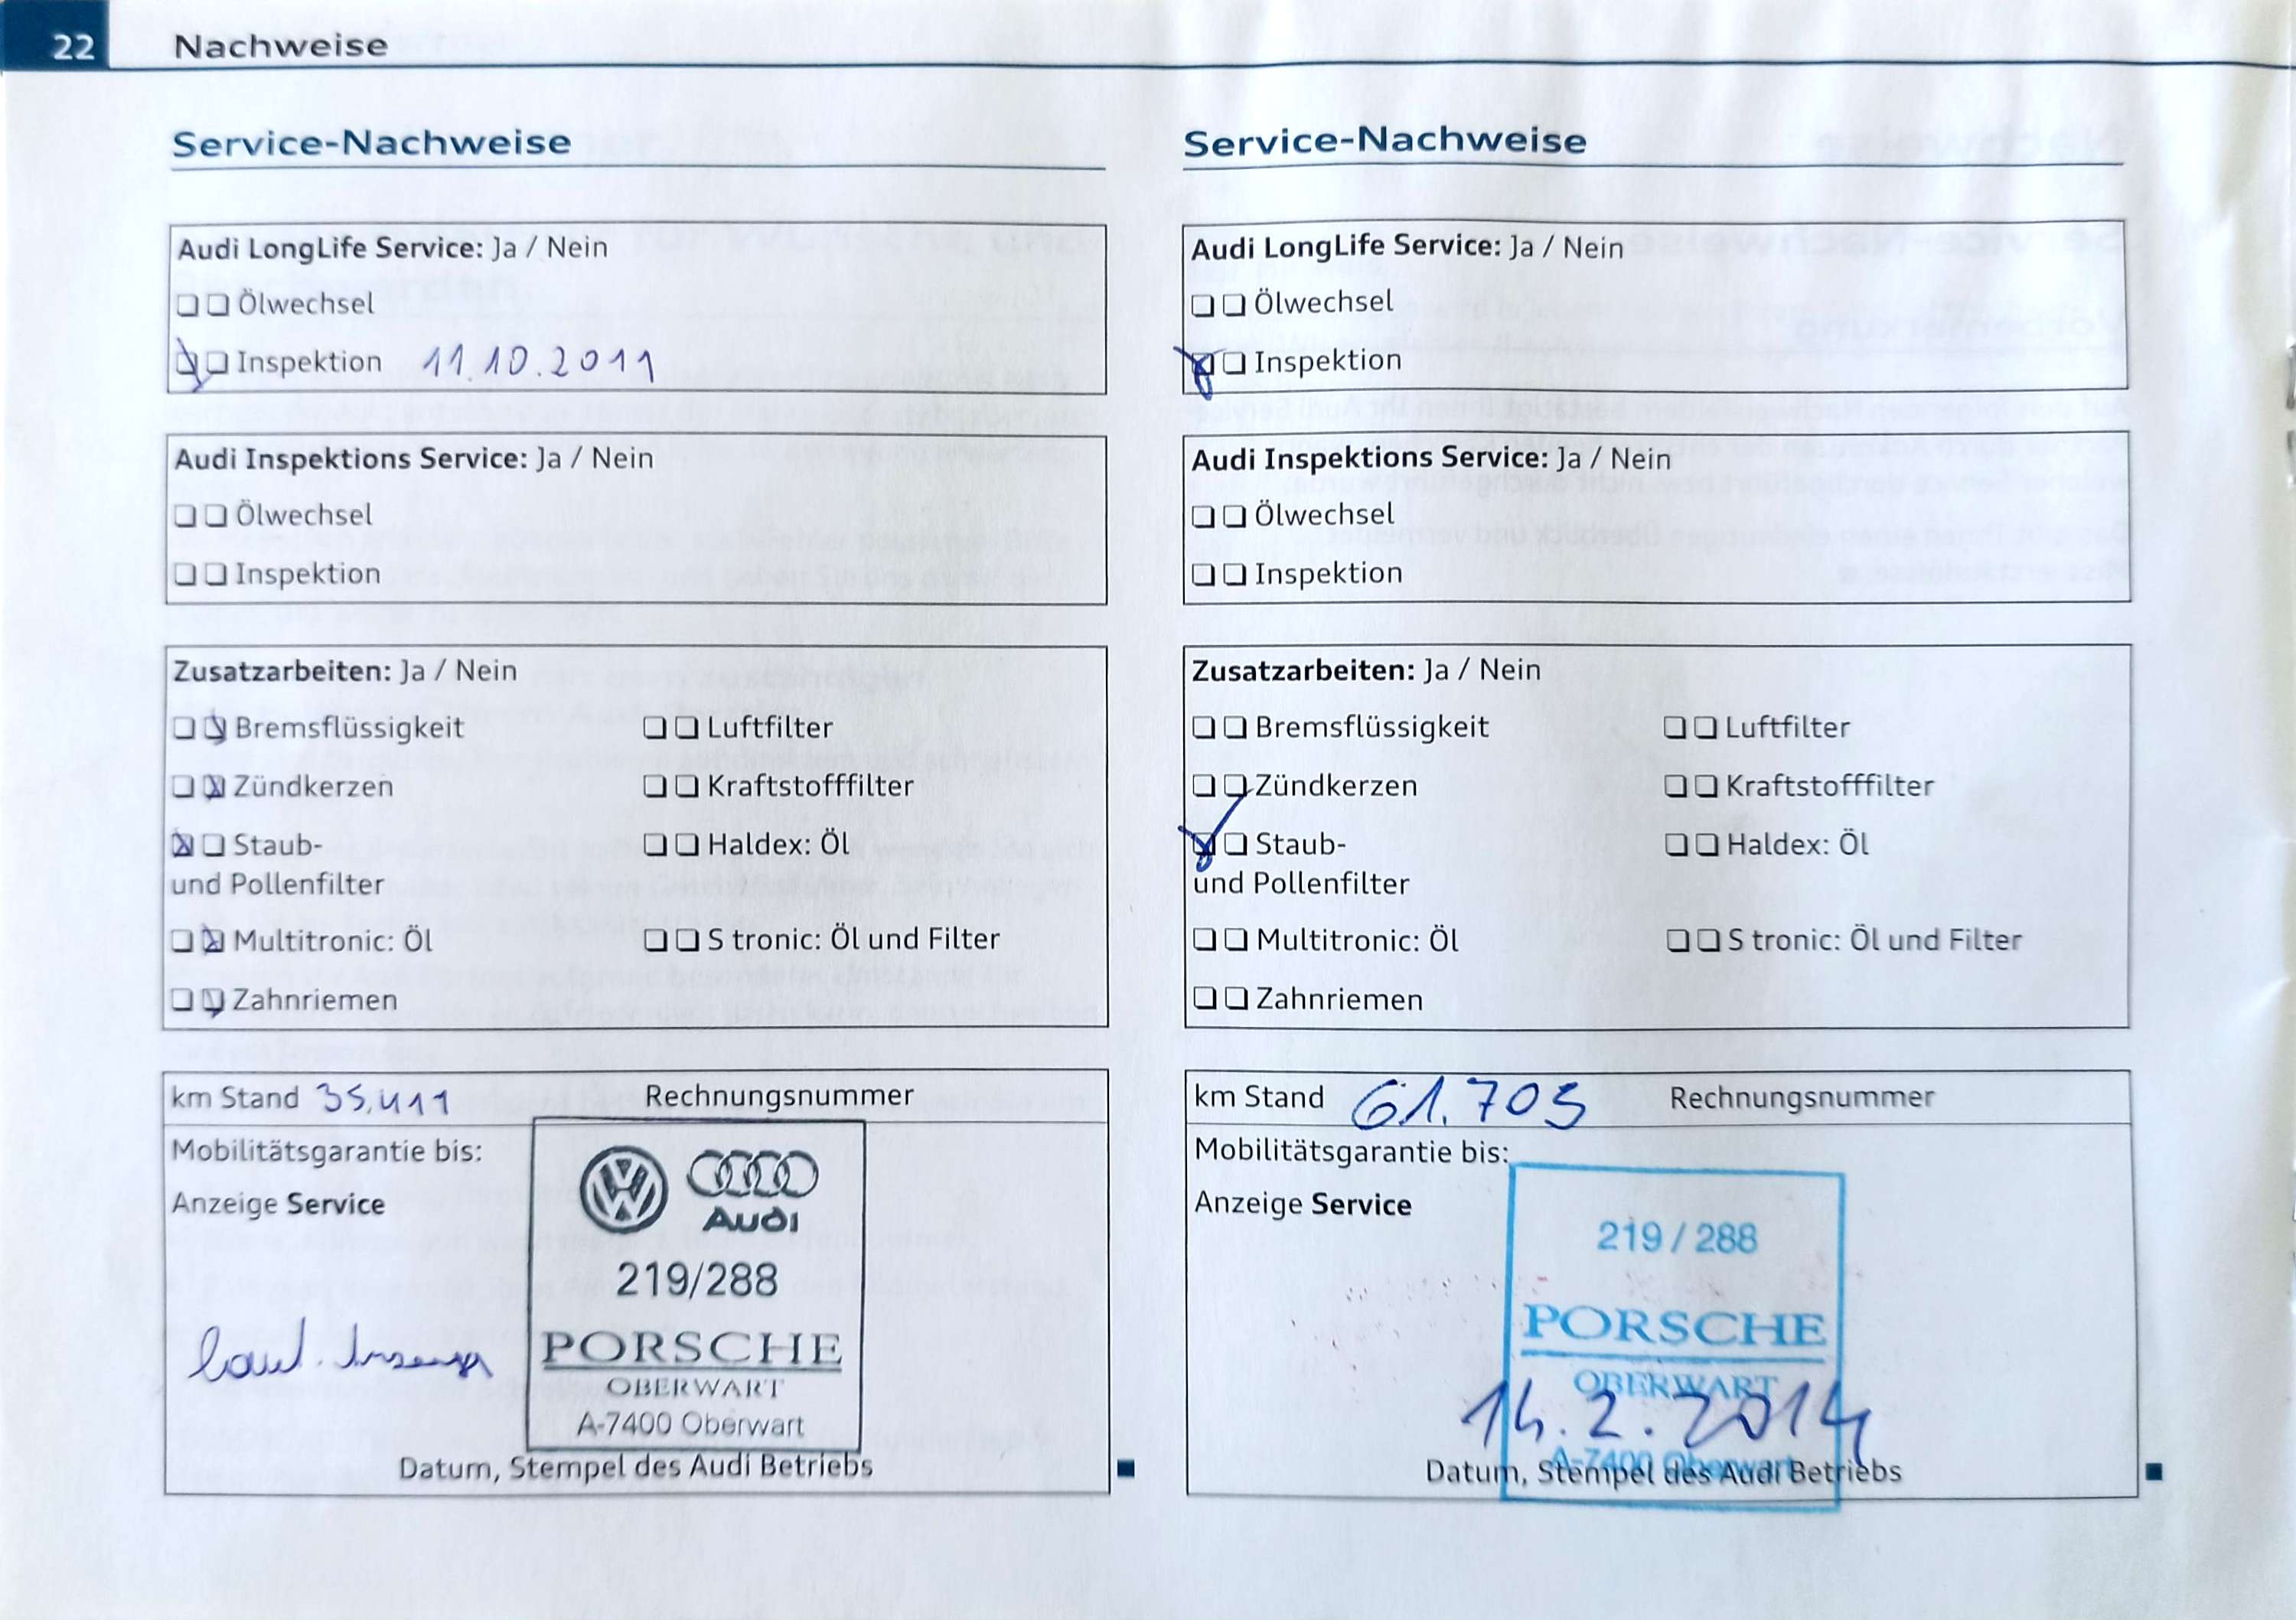 22 Nachweise
Service-Nachweise
Audi LongLife Service: Ja / Nein
Ölwechsel
Inspektion 11.10.2011
Audi Inspektions Service: Ja / Nein
Ölwechsel
Inspektion
Zusatzarbeiten: Ja / Nein
Bremsflüssigkeit Luftfilter
Zündkerzen Kraftstofffilter
Staub- Haldex: Öl
und Pollenfilter
Multitronic: Öl S tronic: Öl und Filter
Zahnriemen
km Stand 35,411 Rechnungsnummer
Mobilitätsgarantie bis:
Anzeige Service
Audi
219/288
PORSCHE
OBERWART
A-7400 Oberwart
Datum, Stempel des Audi Betriebs
Service-Nachweise
Audi LongLife Service: Ja / Nein
Ölwechsel
Inspektion
Audi Inspektions Service: Ja / Nein
Ölwechsel
Inspektion
Zusatzarbeiten: Ja / Nein
Bremsflüssigkeit Luftfilter
Zündkerzen Kraftstofffilter
Staub- Haldex: Öl
und Pollenfilter
Multitronic: Öl S tronic: Öl und Filter
Zahnriemen
km Stand 61.705 Rechnungsnummer
Mobilitätsgarantie bis:
Anzeige Service
219 / 288
PORSCHE
OBERWART
14.2.2014
A-7400 Oberwart
Datum, Stempel des Audi Betriebs